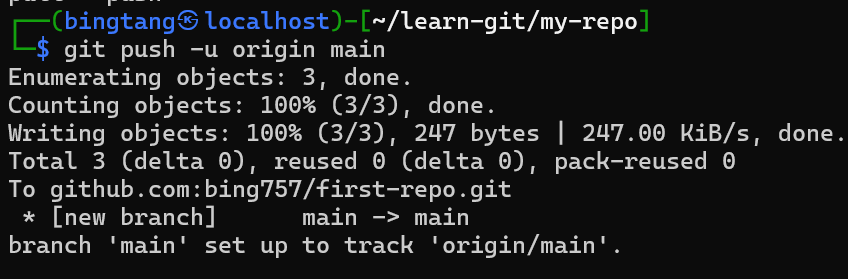 ┌──(bingtang㉿localhost)-[~/learn-git/my-repo]
└─$ git push -u origin main
Enumerating objects: 3, done.
Counting objects: 100% (3/3), done.
Writing objects: 100% (3/3), 247 bytes | 247.00 KiB/s, done.
Total 3 (delta 0), reused 0 (delta 0), pack-reused 0
To github.com:bing757/first-repo.git
 * [new branch]      main -> main
branch 'main' set up to track 'origin/main'.